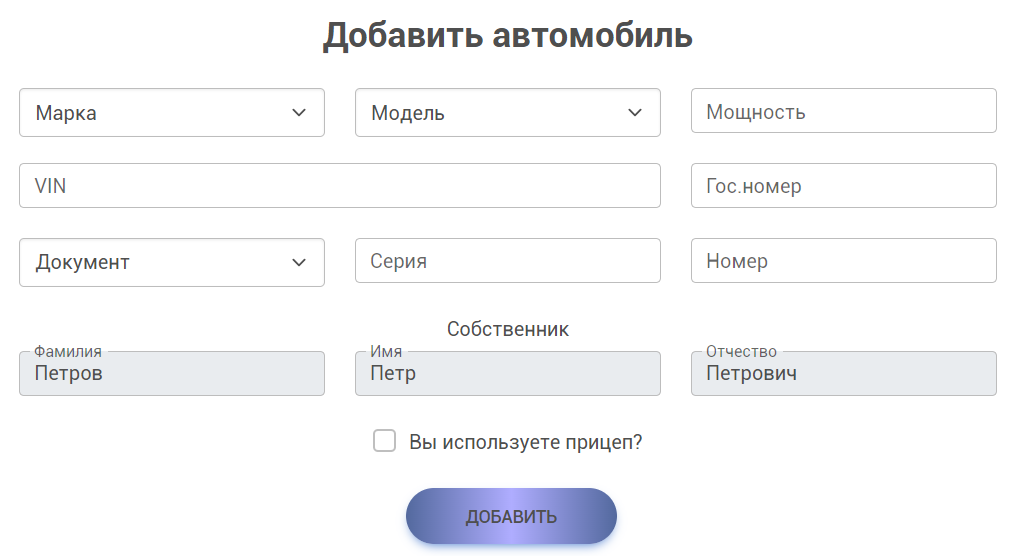 Добавить автомобиль
Марка Модель Мощность
VIN Гос.номер
Документ Серия Номер
Собственник
Фамилия Имя Отчество
Петров Петр Петрович
Вы используете прицеп?
ДОБАВИТЬ